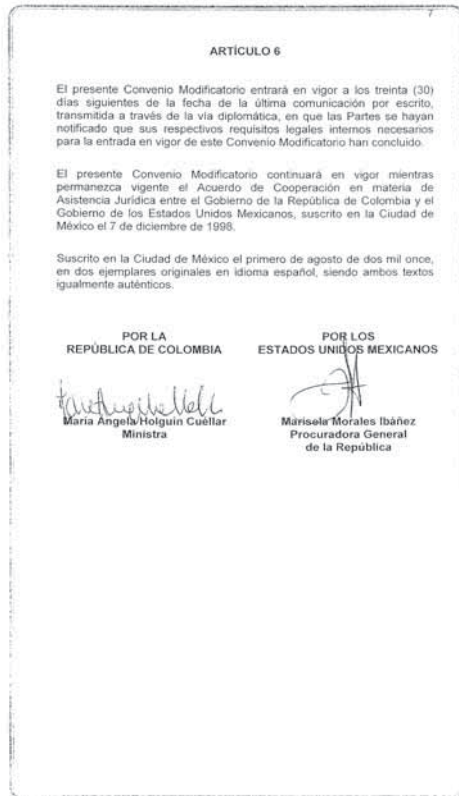 7
ARTÍCULO 6
El presente Convenio Modificatorio entrará en vigor a los treinta (30)
días siguientes de la fecha de la última comunicación por escrito,
transmitida a través de la vía diplomática, en que las Partes se hayan
notificado que sus respectivos requisitos legales internos necesarios
para la entrada en vigor de este Convenio Modificatorio han concluido.
El presente Convenio Modificatorio continuará en vigor mientras
permanezca vigente el Acuerdo de Cooperación en materia de
Asistencia Jurídica entre el Gobierno de la República de Colombia y el
Gobierno de los Estados Unidos Mexicanos, suscrito en la Ciudad de
México el 7 de diciembre de 1998.
Suscrito en la Ciudad de México el primero de agosto de dos mil once,
en dos ejemplares originales en idioma español, siendo ambos textos
igualmente auténticos.
POR LA
REPÚBLICA DE COLOMBIA
María Ángela Holguín Cuéllar
Ministra
POR LOS
ESTADOS UNIDOS MEXICANOS
Marisela Morales Ibáñez
Procuradora General
de la República